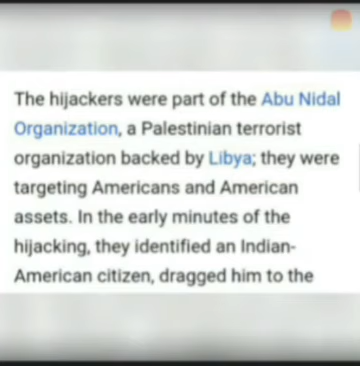 The hijackers were part of the Abu Nidal
Organization, a Palestinian terrorist
organization backed by Libya; they were
targeting Americans and American
assets. In the early minutes of the
hijacking, they identified an Indian-
American citizen, dragged him to the